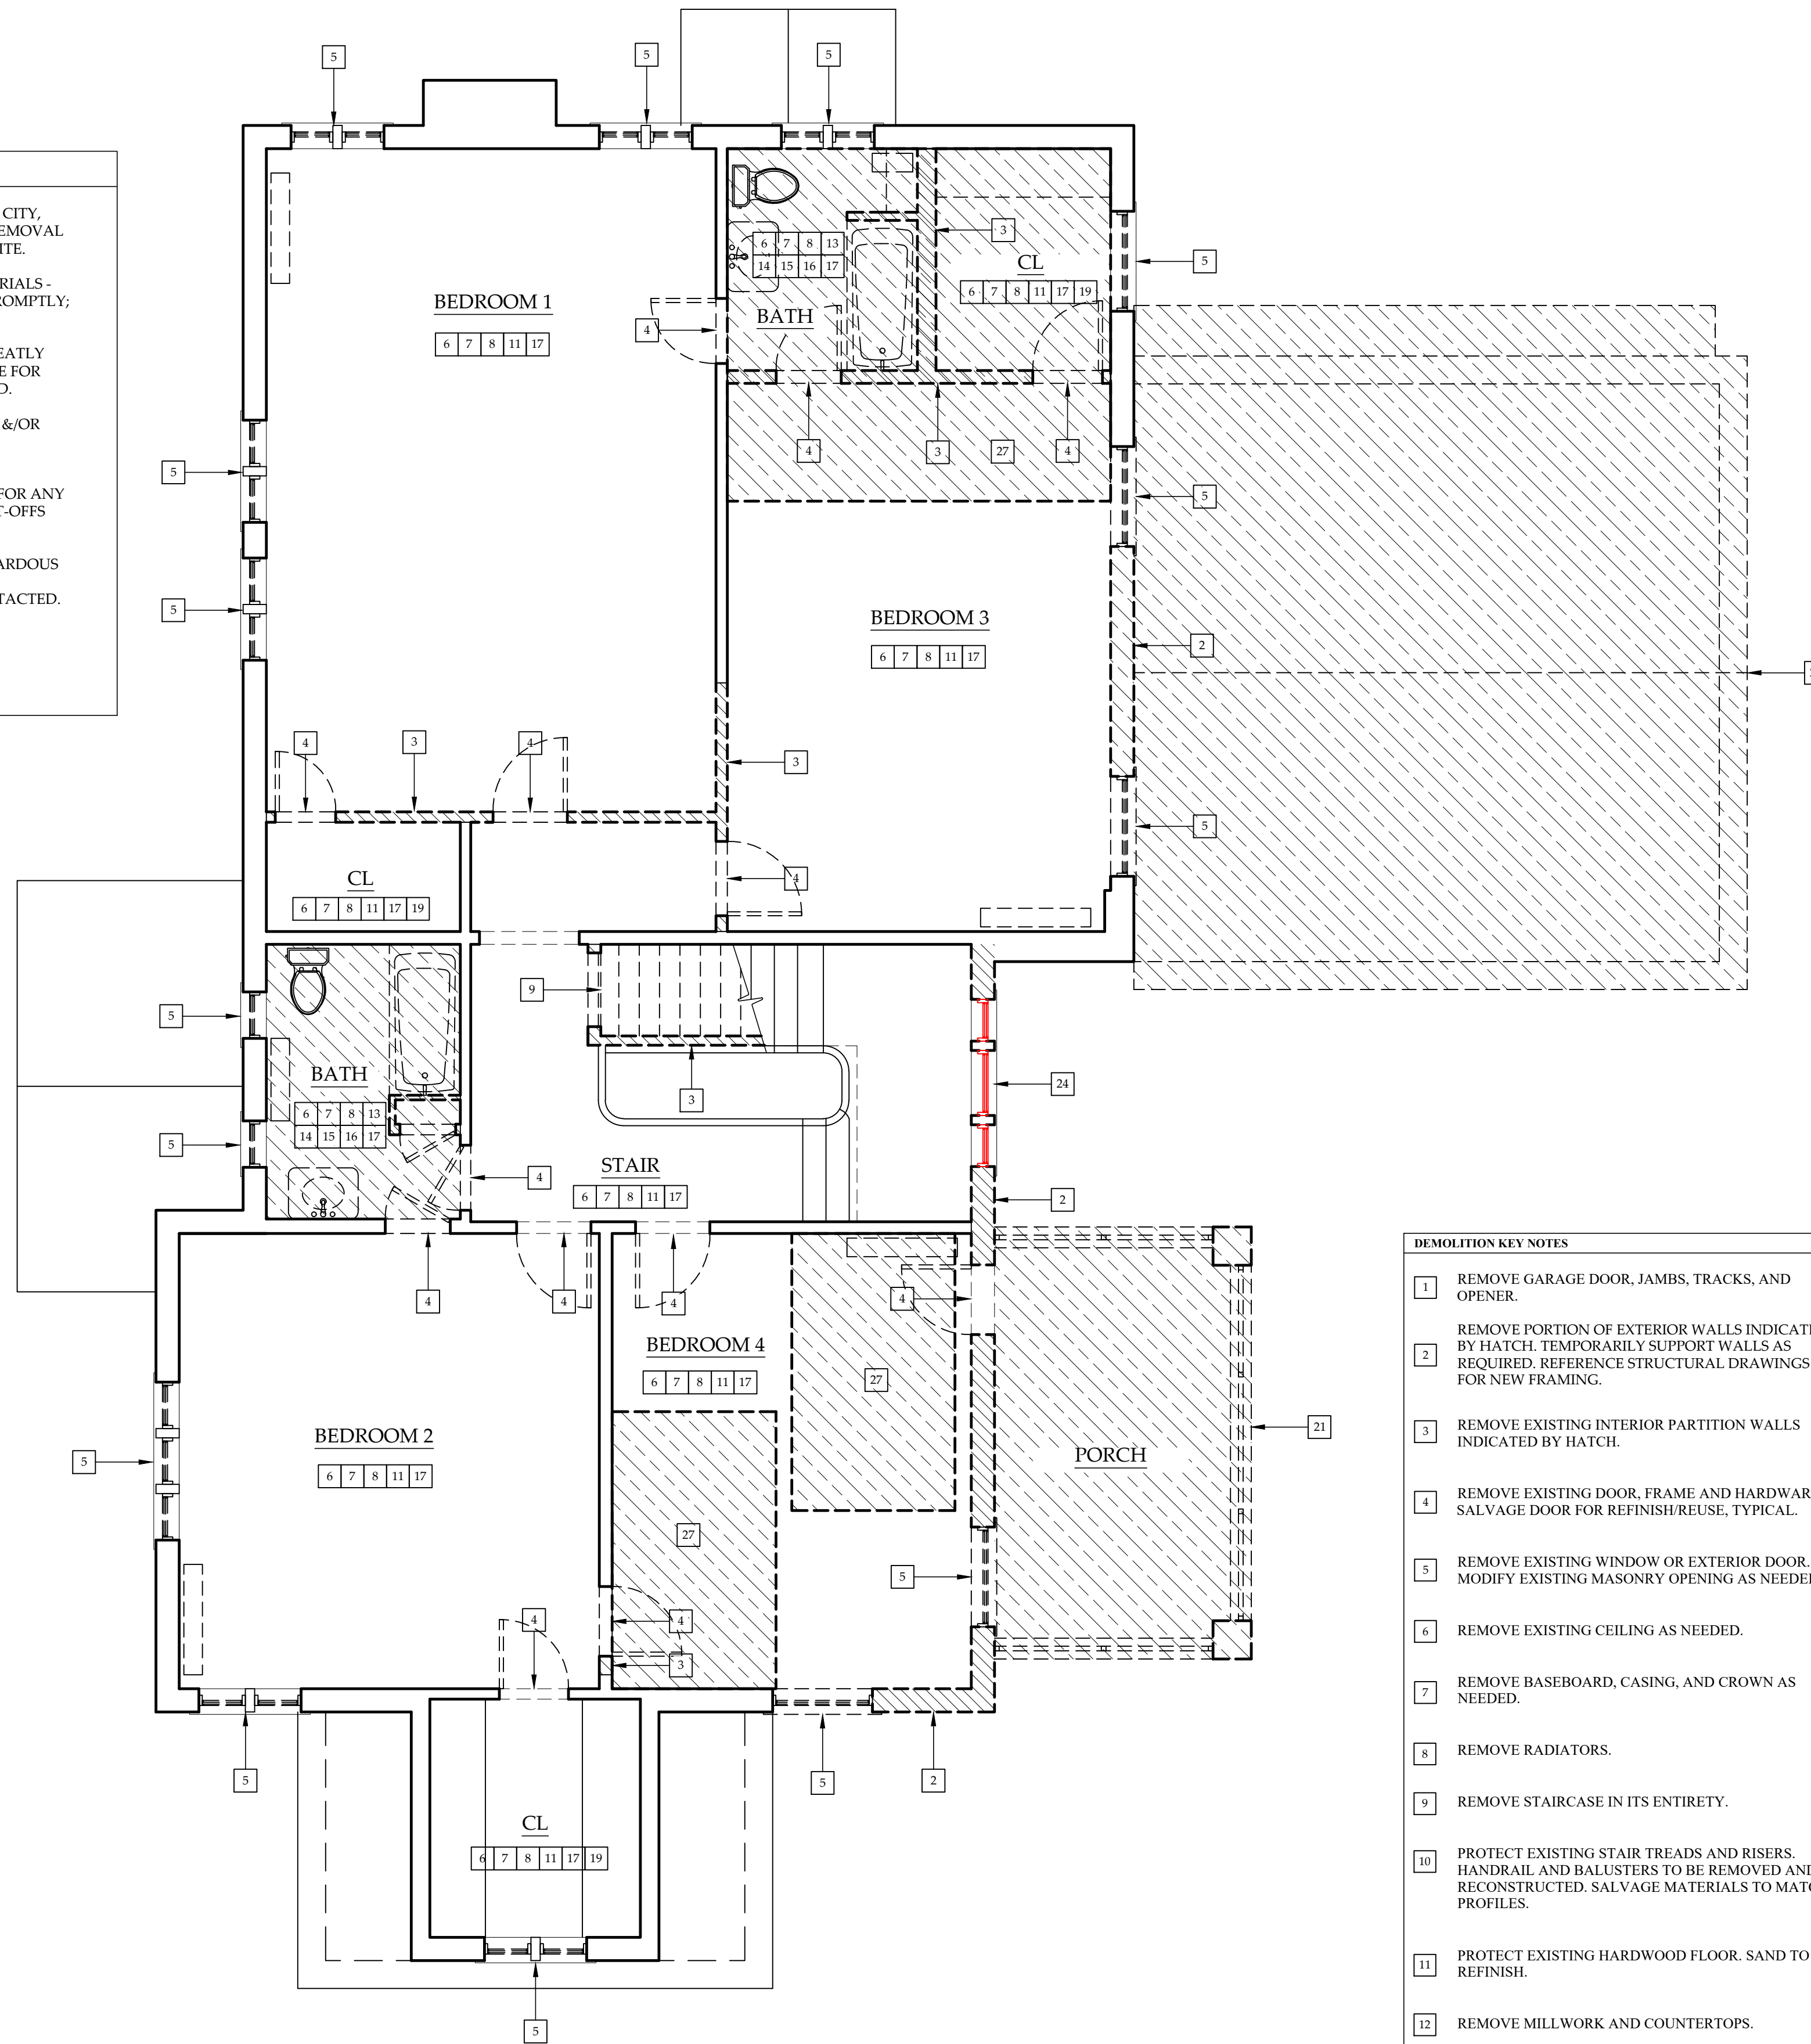 CITY,
REMOVAL
ITE.
RIALS -
ROMPTLY;
EATLY
E FOR
D.
&/OR
FOR ANY
T-OFFS
ARDOUS
TACTED.
5
5
5
BEDROOM 1
6 7 8 11 17
4
6 7 8 13
14 15 16 17
BATH
3
CL
6 7 8 11 17 19
5
4
3
27
4
5
5
5
BEDROOM 3
6 7 8 11 17
2
4
3
4
3
5
4
CL
6 7 8 11 17 19
9
5
BATH
6 7 8 13
14 15 16 17
3
24
5
4
STAIR
6 7 8 11 17
2
4
4
4
4
BEDROOM 4
6 7 8 11 17
27
BEDROOM 2
6 7 8 11 17
5
PORCH
21
27
5
4
4
3
5
5
2
CL
6 7 8 11 17 19
5
DEMOLITION KEY NOTES
1 REMOVE GARAGE DOOR, JAMBS, TRACKS, AND
OPENER.
2 REMOVE PORTION OF EXTERIOR WALLS INDICAT
BY HATCH. TEMPORARILY SUPPORT WALLS AS
REQUIRED. REFERENCE STRUCTURAL DRAWINGS
FOR NEW FRAMING.
3 REMOVE EXISTING INTERIOR PARTITION WALLS
INDICATED BY HATCH.
4 REMOVE EXISTING DOOR, FRAME AND HARDWAR
SALVAGE DOOR FOR REFINISH/REUSE, TYPICAL.
5 REMOVE EXISTING WINDOW OR EXTERIOR DOOR.
MODIFY EXISTING MASONRY OPENING AS NEEDE
6 REMOVE EXISTING CEILING AS NEEDED.
7 REMOVE BASEBOARD, CASING, AND CROWN AS
NEEDED.
8 REMOVE RADIATORS.
9 REMOVE STAIRCASE IN ITS ENTIRETY.
10 PROTECT EXISTING STAIR TREADS AND RISERS.
HANDRAIL AND BALUSTERS TO BE REMOVED AND
RECONSTRUCTED. SALVAGE MATERIALS TO MATC
PROFILES.
11 PROTECT EXISTING HARDWOOD FLOOR. SAND TO
REFINISH.
12 REMOVE MILLWORK AND COUNTERTOPS.